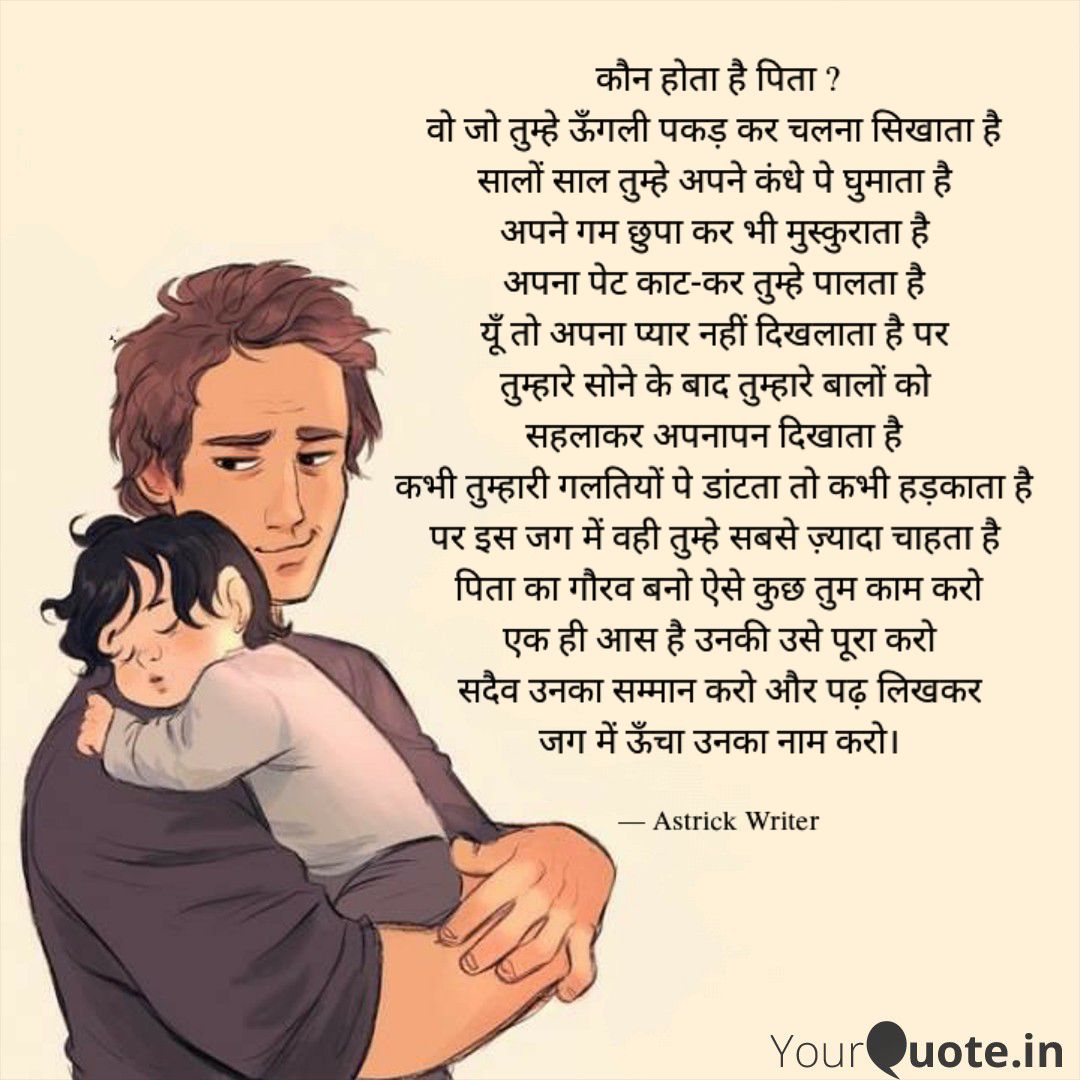 कौन होता है पिता ?
वो जो तुम्हे ऊँगली पकड़ कर चलना सिखाता है
सालों साल तुम्हे अपने कंधे पे घुमाता है
अपने गम छुपा कर भी मुस्कुराता है
अपना पेट काट-कर तुम्हे पालता है
यूँ तो अपना प्यार नहीं दिखलाता है पर
तुम्हारे सोने के बाद तुम्हारे बालों को
सहलाकर अपनापन दिखाता है
कभी तुम्हारी गलतियों पे डांटता तो कभी हड़काता है
पर इस जग में वही तुम्हे सबसे ज़्यादा चाहता है
पिता का गौरव बनो ऐसे कुछ तुम काम करो
एक ही आस है उनकी उसे पूरा करो
सदैव उनका सम्मान करो और पढ़ लिखकर
जग में ऊँचा उनका नाम करो।
— Astrick Writer
YourQuote.in